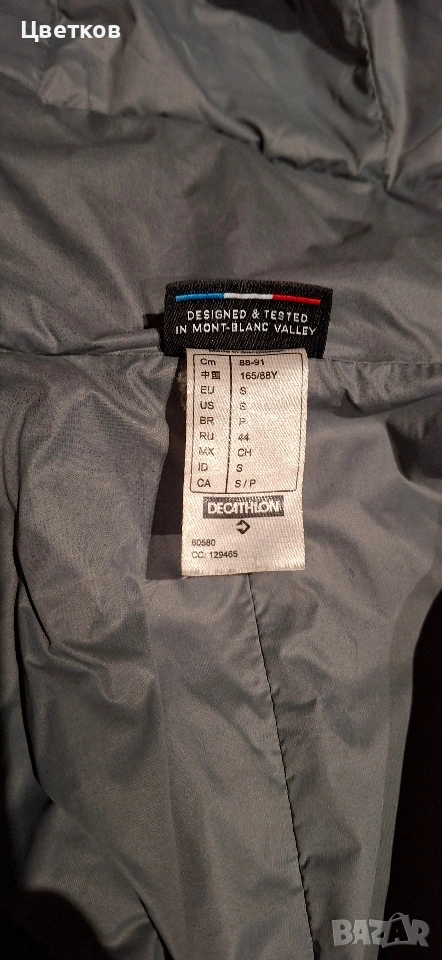 Цветков
DESIGNED & TESTED
IN MONT-BLANC VALLEY
Cm 88-91
中国 165/88Y
EU S
US S
BR P
RU 44
MX CH
ID S
CA S / P
DECATHLON
60580
CC: 129465
BAZAR